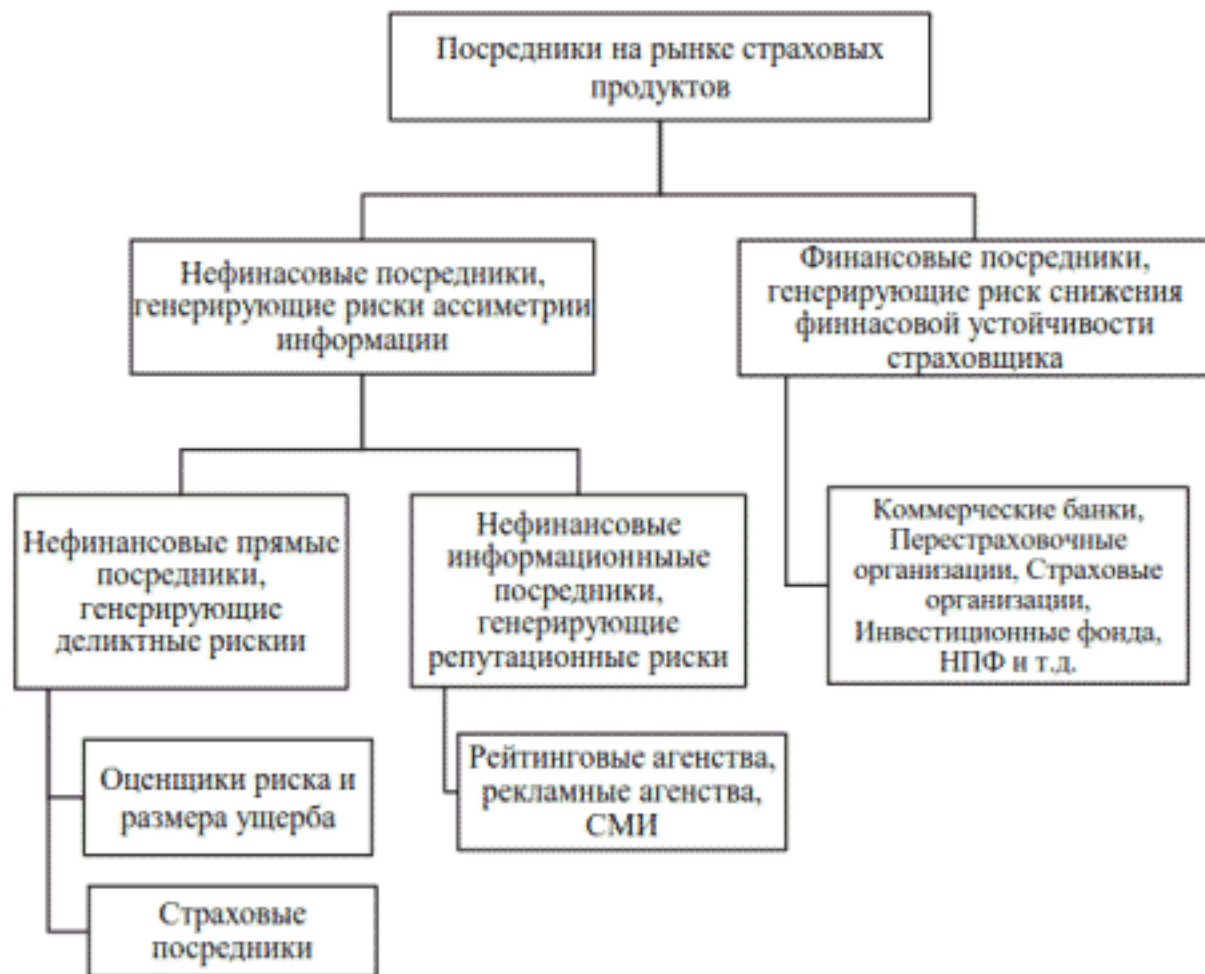 Посредники на рынке страховых
продуктов
Нефинасовые посредники,
генерирующие риски ассиметрии
информации
Финансовые посредники,
генерирующие риск снижения
финнасовой устойчивости
страховщика
Нефинансовые прямые
посредники,
генерирующие
деликтные рискии
Нефинансовые
информационныые
посредники,
генерирующие
репутационные риски
Коммерческие банки,
Перестраховочные
организации, Страховые
организации,
Инвестиционные фонда,
НПФ и т.д.
Оценщики риска и
размера ущерба
Рейтинговые агенства,
рекламные агенства,
СМИ
Страховые
посредники